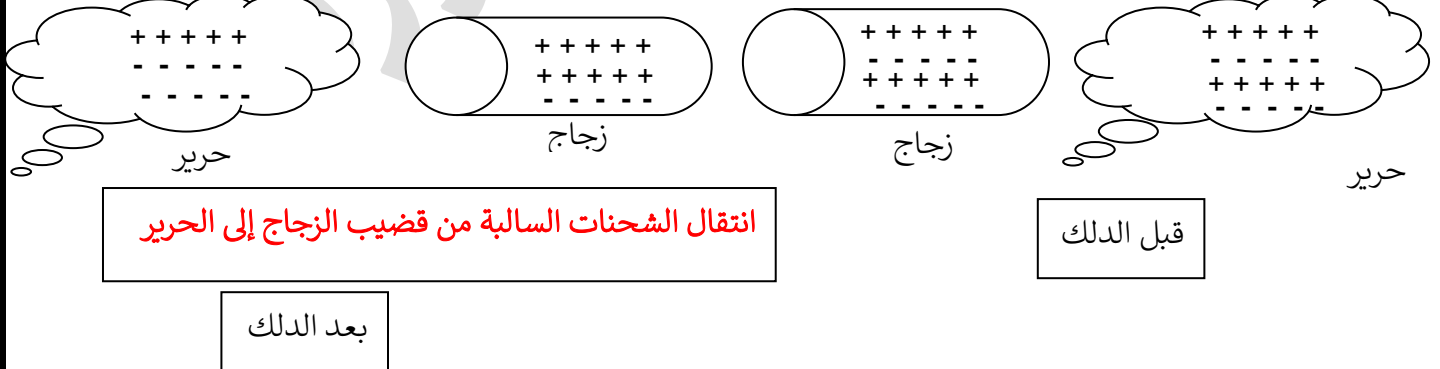 + + + + +
- - - - -
- - - - -
حرير
+ + + + +
+ + + + +
- - - - -
زجاج
+ + + + +
- - - - -
+ + + + +
- - - - -
زجاج
+ + + + +
- - - - -
+ + + + +
- - - - -
حرير
انتقال الشحنات السالبة من قضيب الزجاج إلى الحرير
قبل الدلك
بعد الدلك